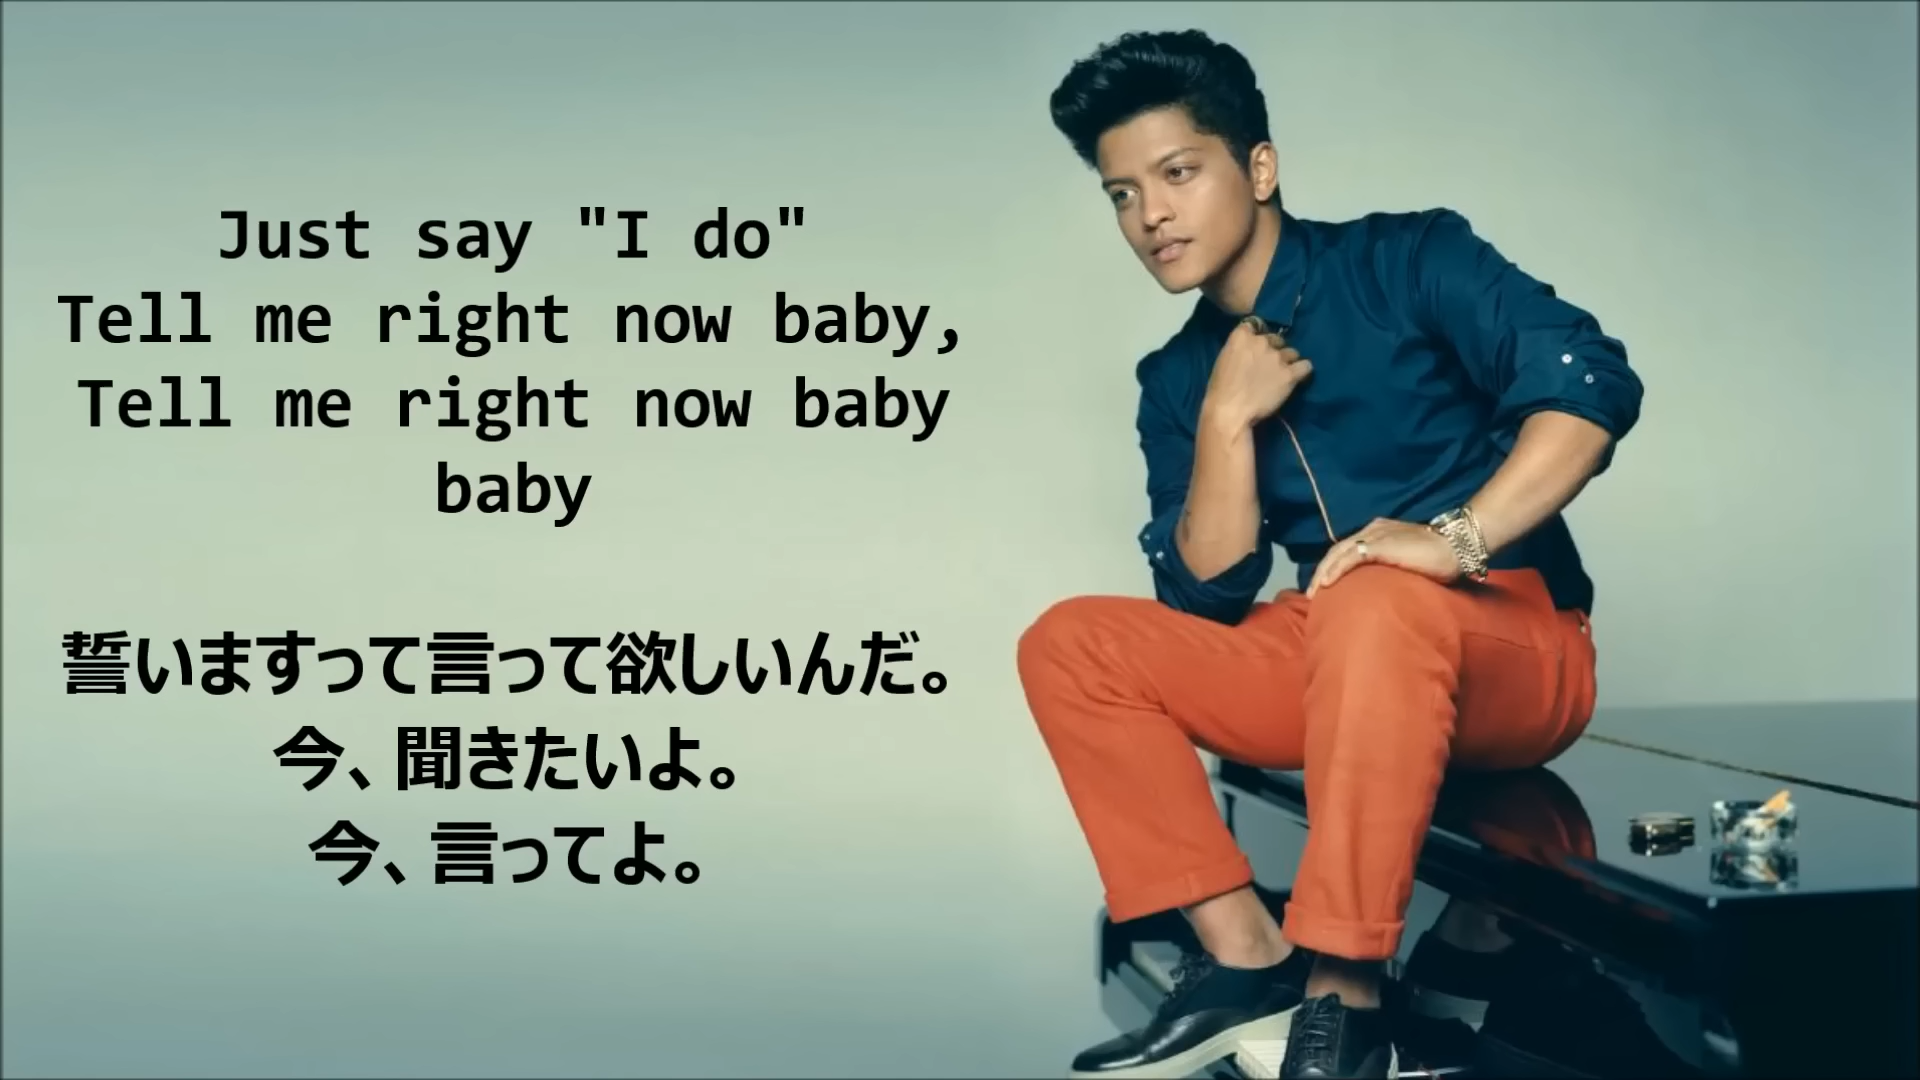 Just say "I do"
Tell me right now baby,
Tell me right now baby
baby
誓いますって言って欲しいんだ。
今、聞きたいよ。
今、言ってよ。